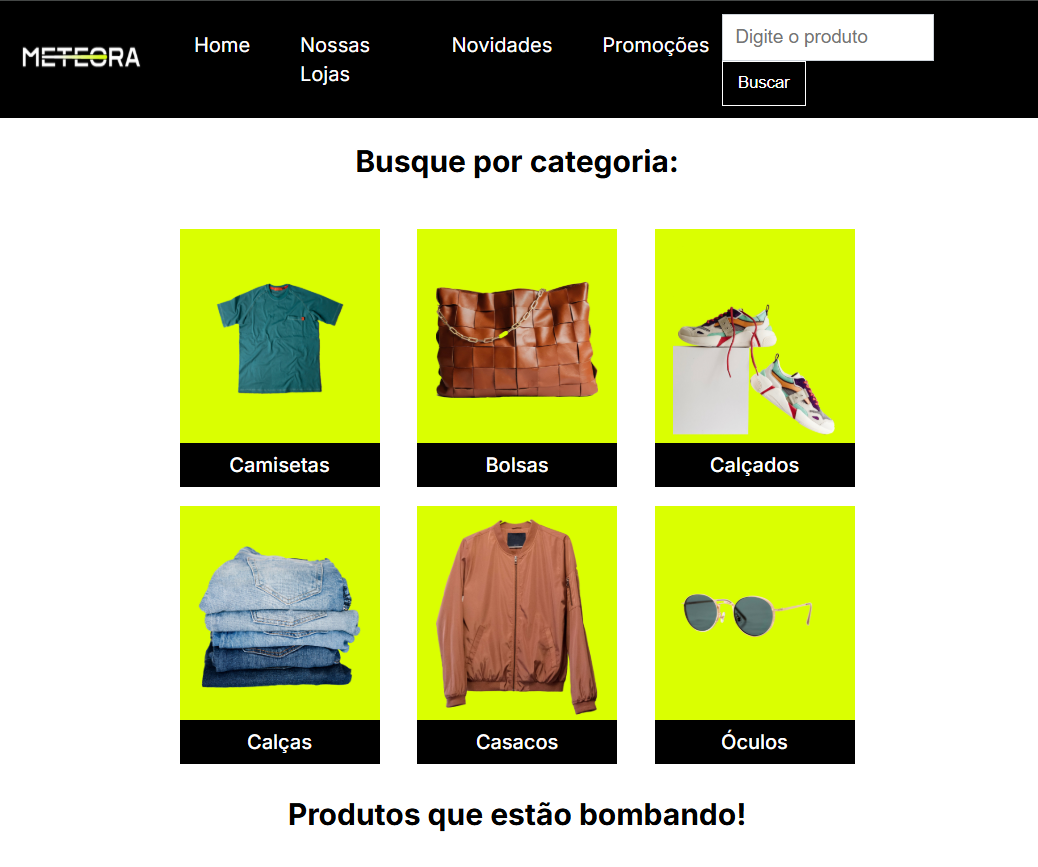 METEORA
Home
Nossas
Lojas
Novidades
Promoções
Digite o produto
Buscar
Busque por categoria:
Camisetas
Bolsas
Calçados
Calças
Casacos
Óculos
Produtos que estão bombando!